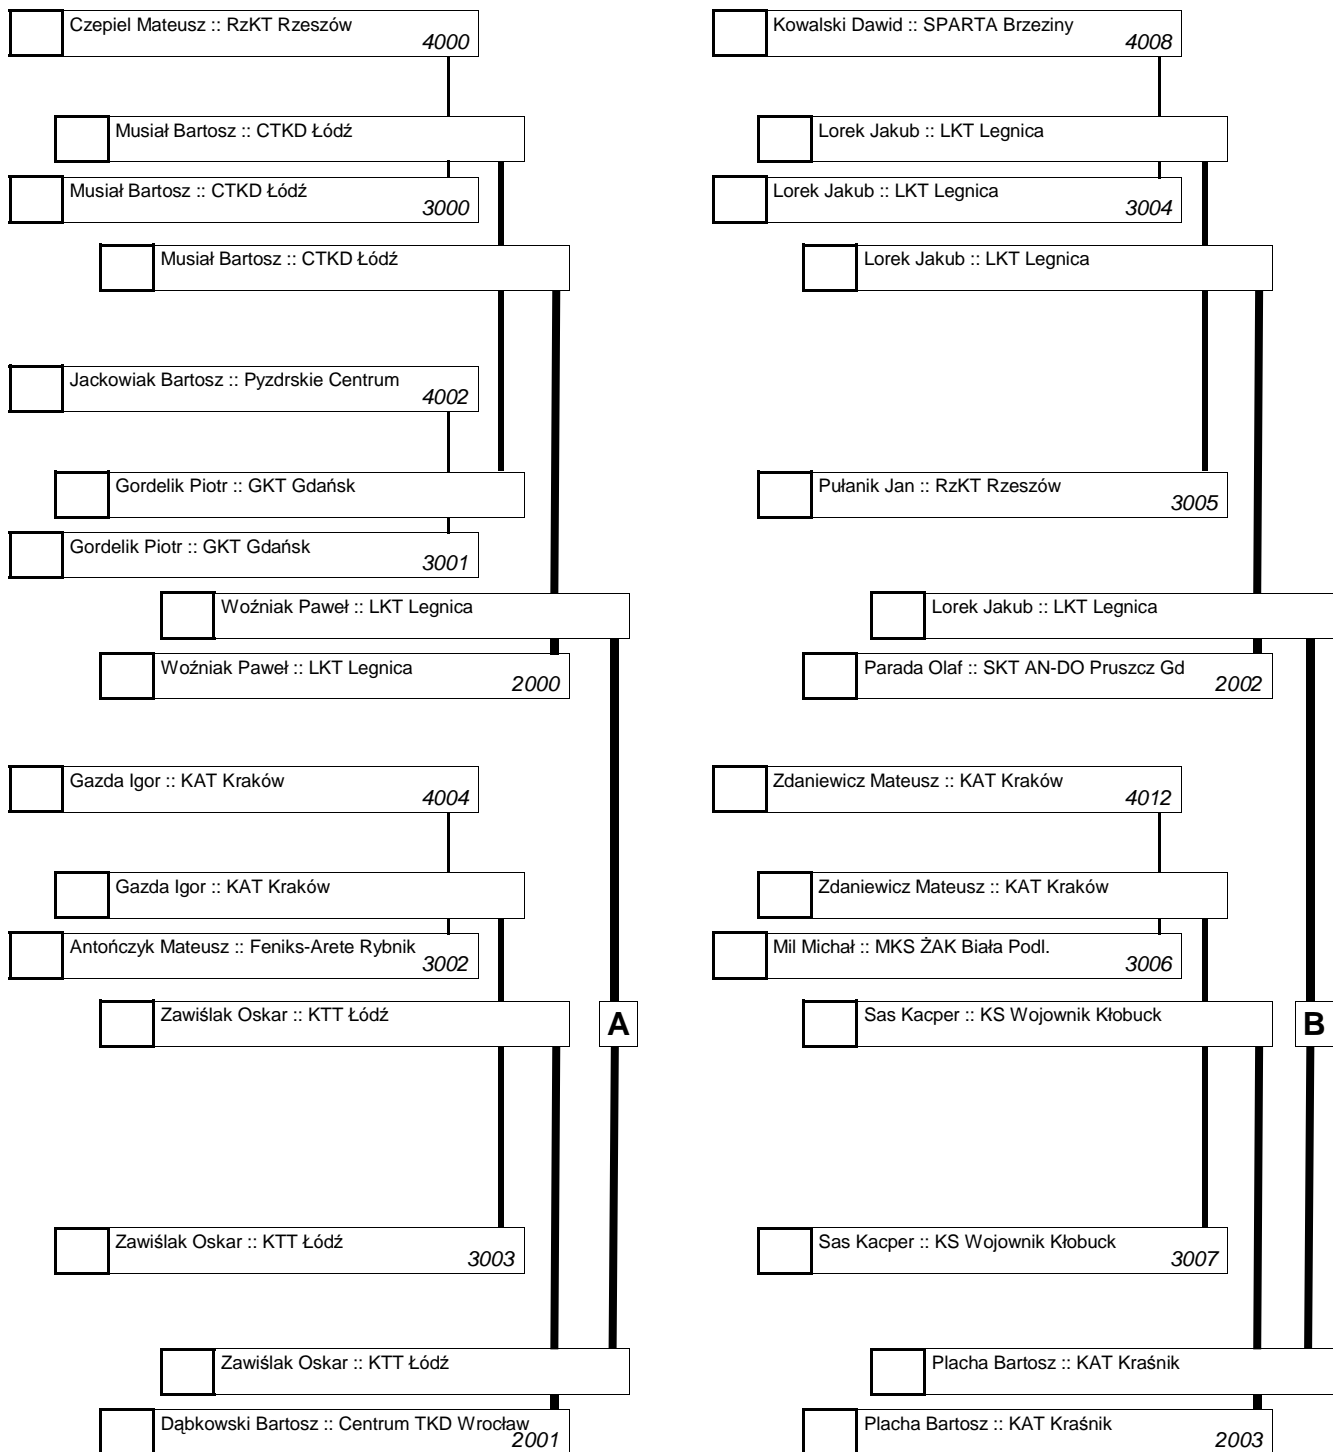 Czepiel Mateusz :: RzKT Rzeszów
4000
Musiał Bartosz :: CTKD Łódź
Musiał Bartosz :: CTKD Łódź
3000
Musiał Bartosz :: CTKD Łódź
Jackowiak Bartosz :: Pyzdrskie Centrum
4002
Gordelik Piotr :: GKT Gdańsk
Gordelik Piotr :: GKT Gdańsk
3001
Woźniak Paweł :: LKT Legnica
Woźniak Paweł :: LKT Legnica
2000
Gazda Igor :: KAT Kraków
4004
Gazda Igor :: KAT Kraków
Antończyk Mateusz :: Feniks-Arete Rybnik
3002
Zawiślak Oskar :: KTT Łódź
A
Zawiślak Oskar :: KTT Łódź
3003
Zawiślak Oskar :: KTT Łódź
Dąbkowski Bartosz :: Centrum TKD Wrocław
2001
Kowalski Dawid :: SPARTA Brzeziny
4008
Lorek Jakub :: LKT Legnica
Lorek Jakub :: LKT Legnica
3004
Lorek Jakub :: LKT Legnica
Pułanik Jan :: RzKT Rzeszów
3005
Lorek Jakub :: LKT Legnica
Parada Olaf :: SKT AN-DO Pruszcz Gd
2002
Zdaniewicz Mateusz :: KAT Kraków
4012
Zdaniewicz Mateusz :: KAT Kraków
Mil Michał :: MKS ŻAK Biała Podl.
3006
Sas Kacper :: KS Wojownik Kłobuck
B
Sas Kacper :: KS Wojownik Kłobuck
3007
Placha Bartosz :: KAT Kraśnik
Placha Bartosz :: KAT Kraśnik
2003